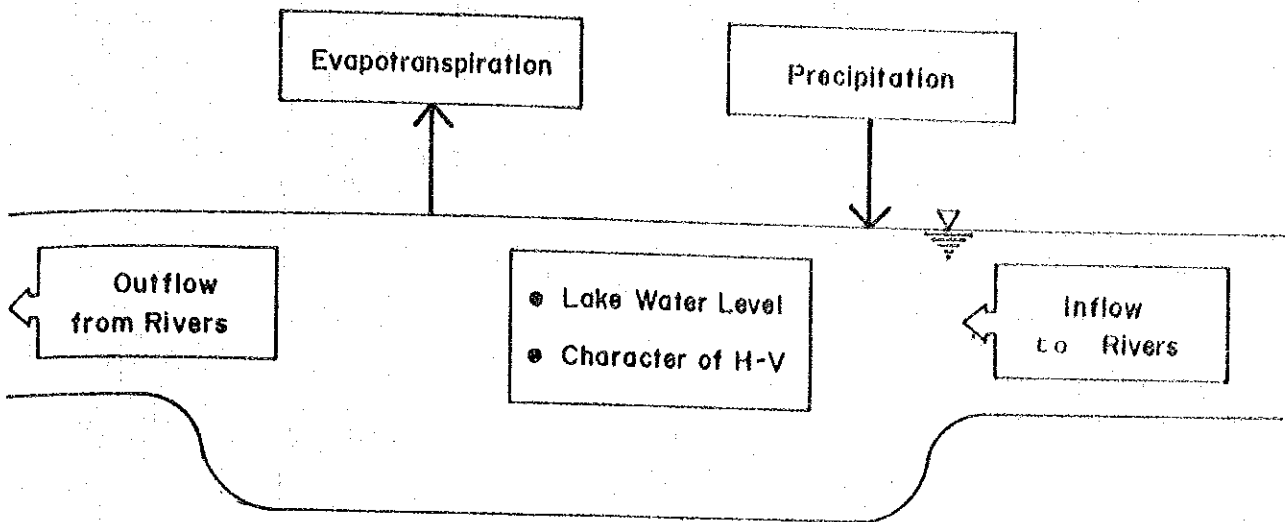 Evapotranspiration
Precipitation
Outflow
from Rivers
● Lake Water Level
● Character of H-V
Inflow
to Rivers